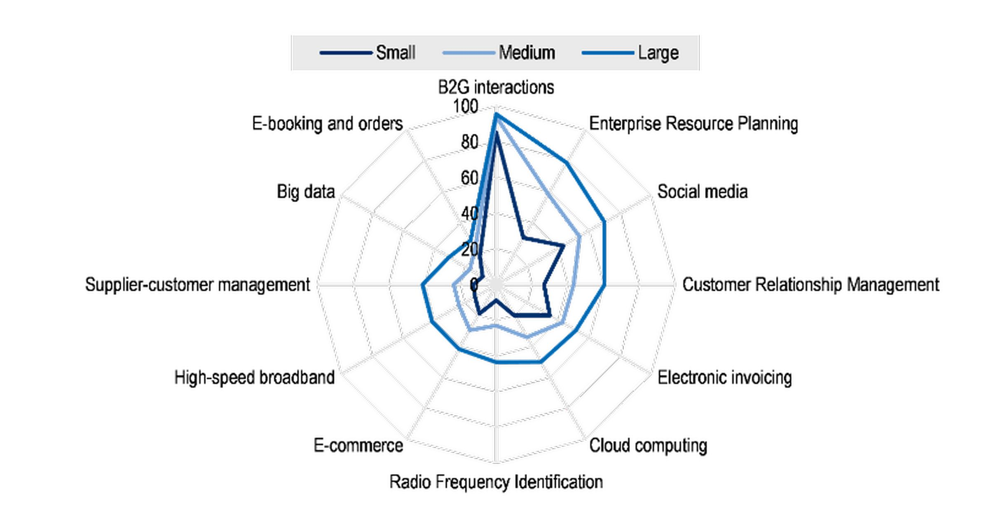 Small Medium Large
B2G interactions
100
E-booking and orders
Enterprise Resource Planning
80
60
Big data
Social media
40
20
Supplier-customer management
0
Customer Relationship Management
High-speed broadband
Electronic invoicing
E-commerce
Cloud computing
Radio Frequency Identification